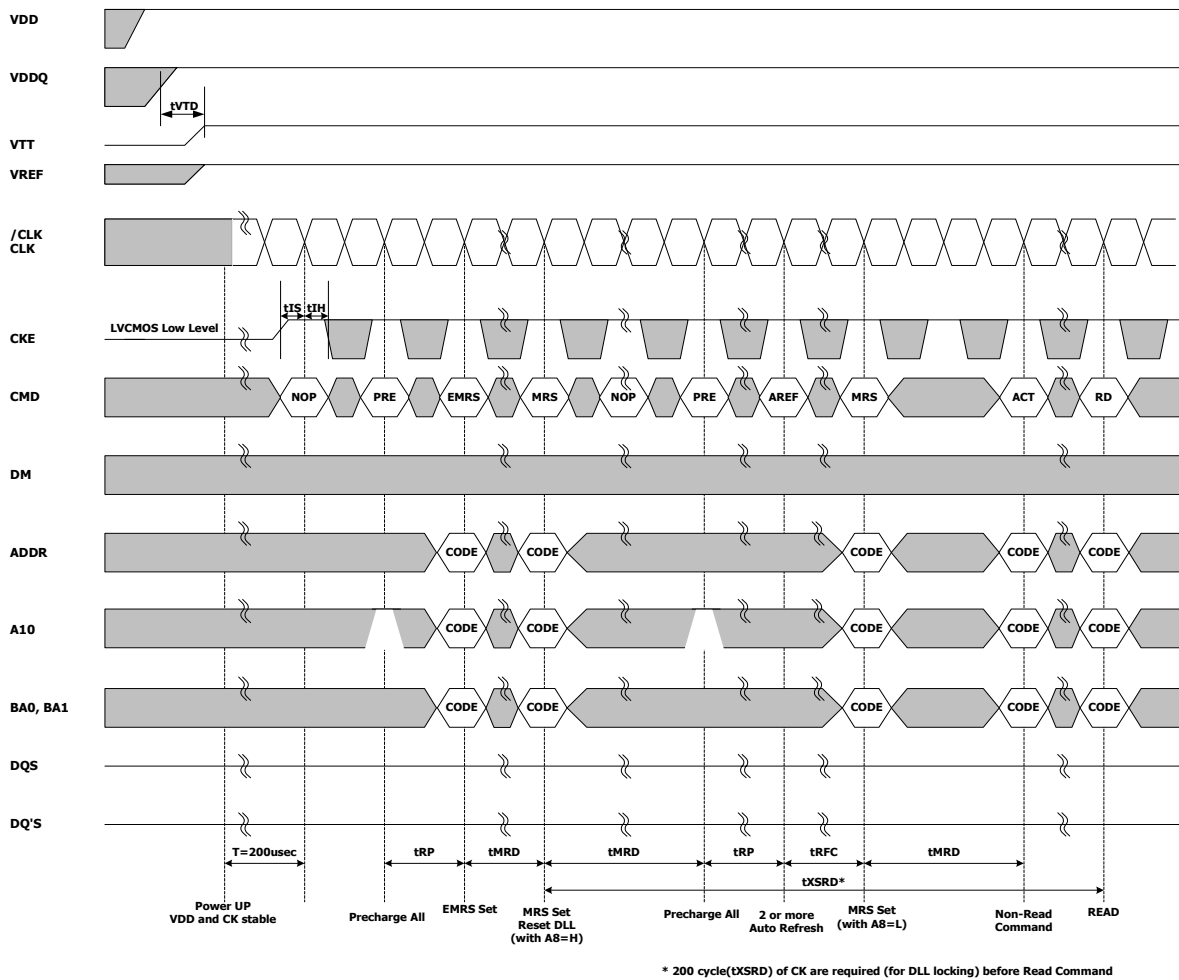 VDD
VDDQ
tVTD
VTT
VREF
/CLK
CLK
tIS tIH
CKE LVCMOS Low Level
CMD NOP PRE EMRS MRS NOP PRE AREF MRS ACT RD
DM
ADDR CODE CODE CODE CODE CODE
A10 CODE CODE CODE CODE CODE
BA0, BA1 CODE CODE CODE CODE CODE
DQS
DQ'S
T=200usec tRP tMRD tMRD tRP tRFC tMRD
tXSRD*
Power UP
VDD and CK stable
Precharge All
EMRS Set
MRS Set
Reset DLL
(with A8=H)
Precharge All
2 or more
Auto Refresh
MRS Set
(with A8=L)
Non-Read
Command
READ
* 200 cycle(tXSRD) of CK are required (for DLL locking) before Read Command